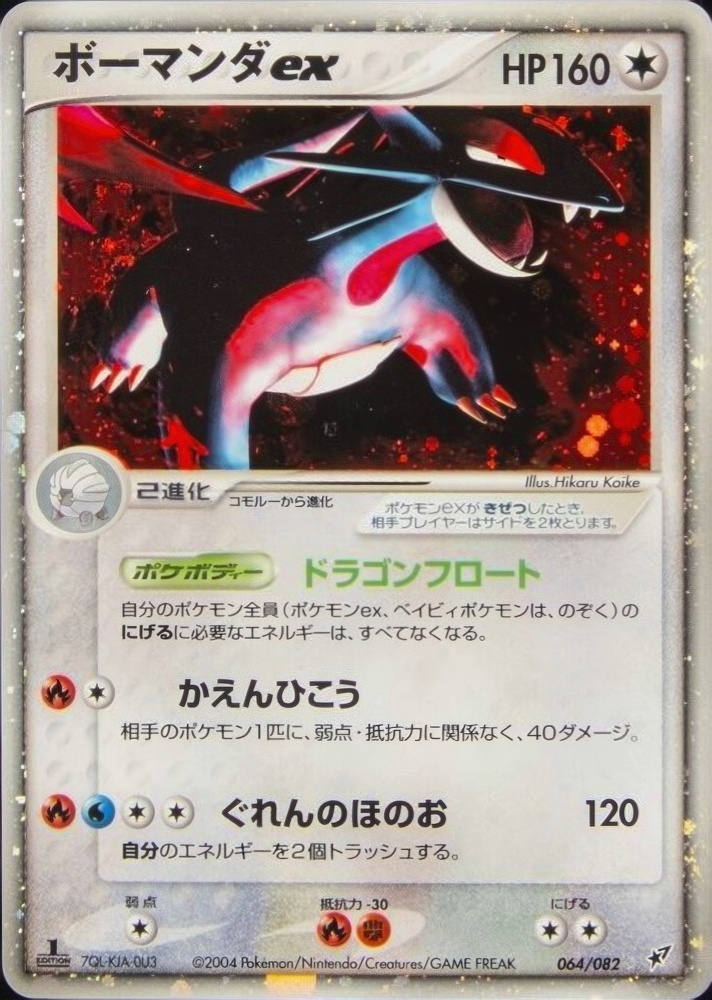 ボーマンダex HP160
Illus. Hikaru Koike
2進化 コモルーから進化
ポケモンexが きぜつしたとき、
相手プレイヤーはサイドを2枚とります。
ポケボディー ドラゴンフロート
自分のポケモン全員(ポケモンex、ベイビィポケモンは、のぞく)の
にげるに必要なエネルギーは、すべてなくなる。
かえんひこう
相手のポケモン1匹に、弱点・抵抗力に関係なく、40ダメージ。
ぐれんのほのお 120
自分のエネルギーを2個トラッシュする。
弱点 抵抗力 -30 にげる
1
EDITION 7QL-KJA-0U3 ©2004 Pokémon/Nintendo/Creatures/GAME FREAK 064/082